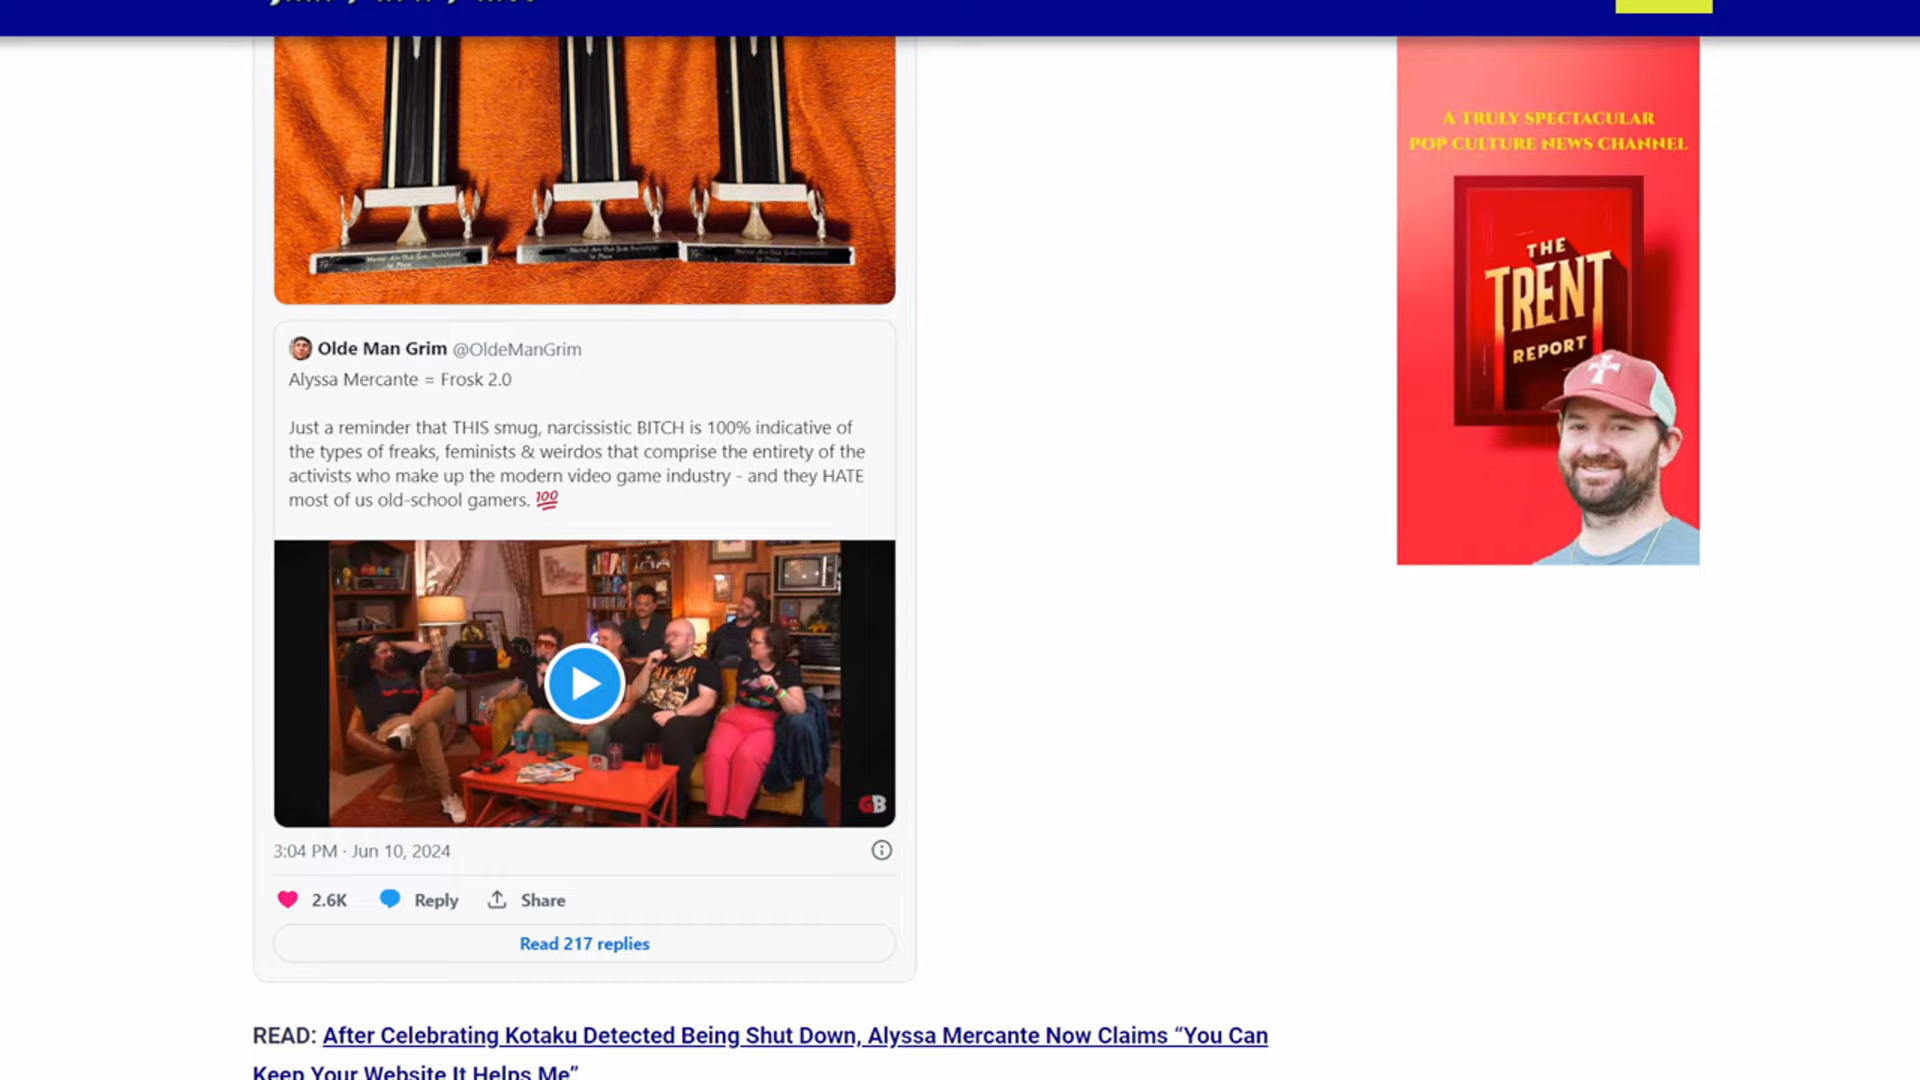 A TRULY SPECTACULAR
POP CULTURE NEWS CHANNEL
THE
TRENT
REPORT
Olde Man Grim @OldeManGrim
Alyssa Mercante = Frosk 2.0
Just a reminder that THIS smug, narcissistic BITCH is 100% indicative of
the types of freaks, feminists & weirdos that comprise the entirety of the
activists who make up the modern video game industry - and they HATE
most of us old-school gamers. 💯
GB
3:04 PM · Jun 10, 2024
2.6K Reply Share
Read 217 replies
READ: After Celebrating Kotaku Detected Being Shut Down, Alyssa Mercante Now Claims “You Can
Keep Your Website It Helps Me”